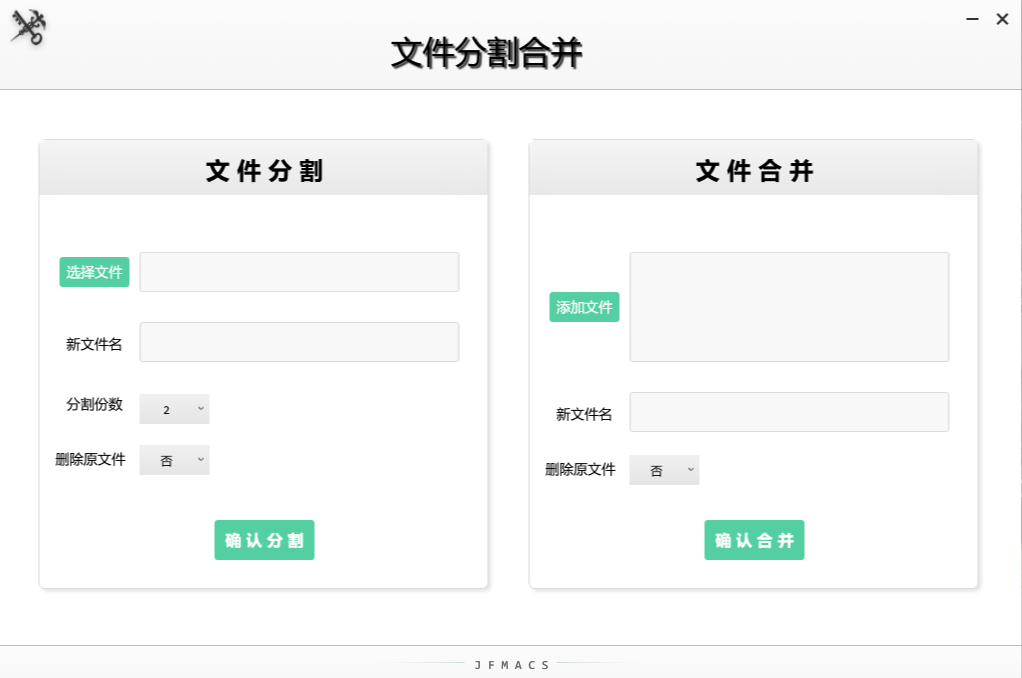 文件分割合并
文件分割
选择文件
新文件名
分割份数 2
删除原文件 否
确认分割
文件合并
添加文件
新文件名
删除原文件 否
确认合并
JFMACS